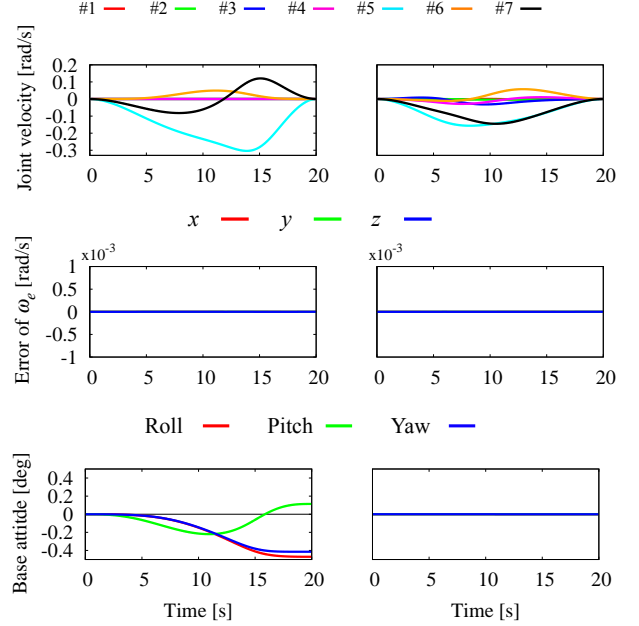 #1 #2 #3 #4 #5 #6 #7
Joint velocity [rad/s]
0.2
0.1
0
-0.1
-0.2
-0.3
0 5 10 15 20
0 5 10 15 20
x y z
Error of ωe [rad/s]
x10-3
x10-3
1
0.5
0
-0.5
-1
0 5 10 15 20
0 5 10 15 20
Roll Pitch Yaw
Base attitde [deg]
0.4
0.2
0
-0.2
-0.4
0 5 10 15 20
0 5 10 15 20
Time [s]
Time [s]